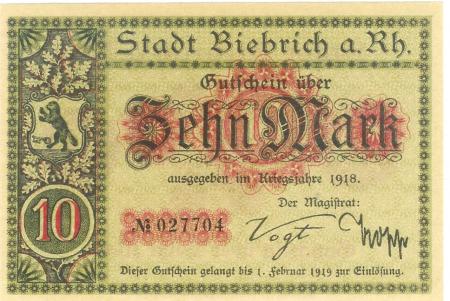 Stadt Biebrich a. Rh.
Gutschein über
Zehn Mark
ausgegeben im Kriegsjahre 1918.
Der Magistrat:
10
№ 027704
Vogt
Dieser Gutschein gelangt bis 1. Februar 1919 zur Einlösung.